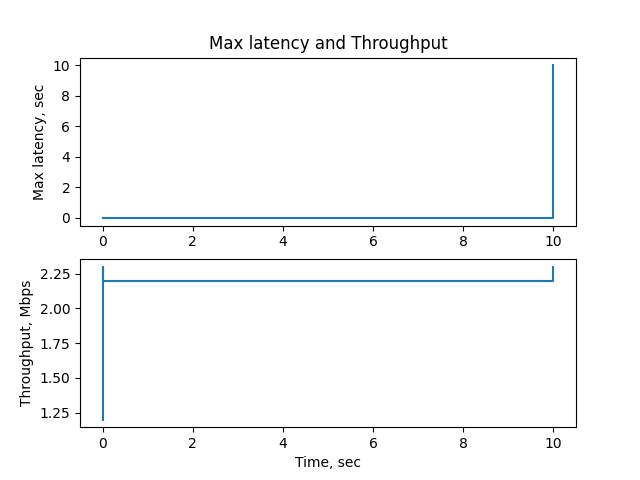 Max latency and Throughput
Max latency, sec
10
8
6
4
2
0
0 2 4 6 8 10
Throughput, Mbps
2.25
2.00
1.75
1.50
1.25
0 2 4 6 8 10
Time, sec